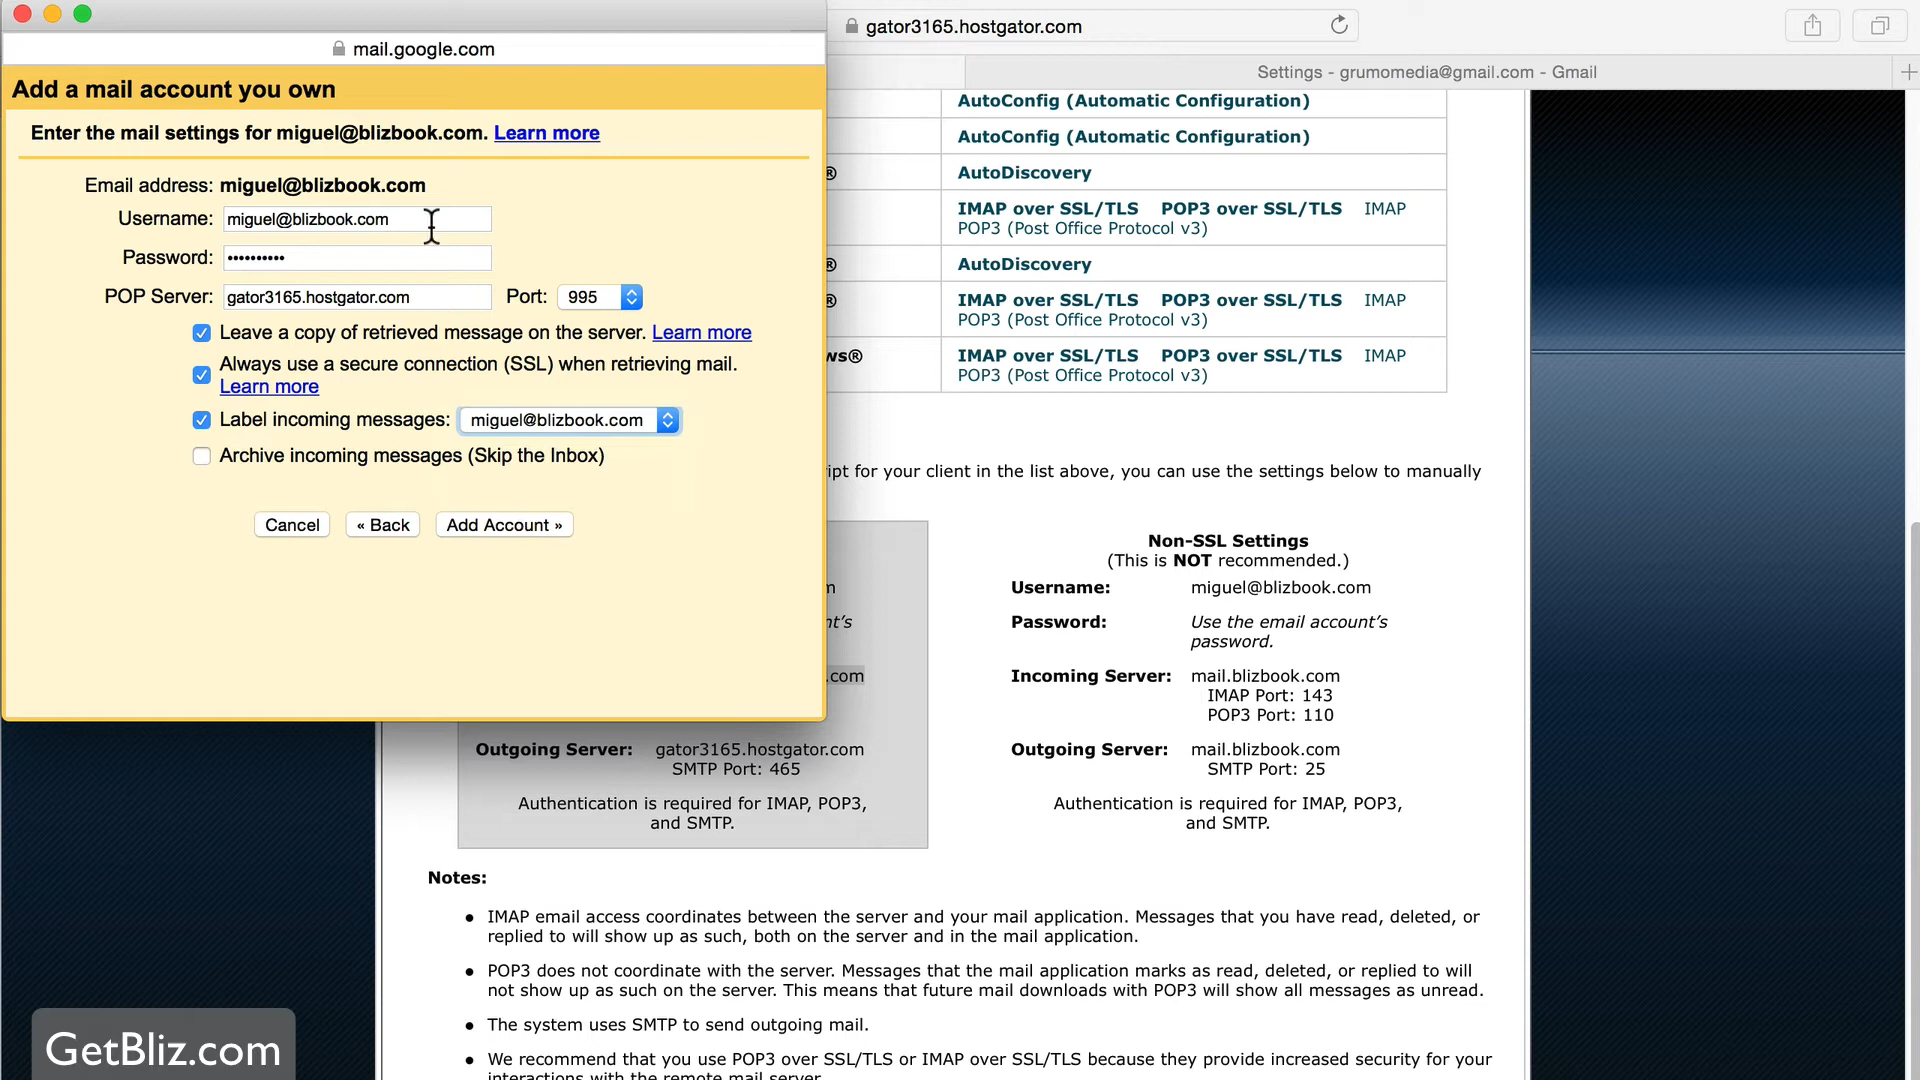 mail.google.com
Add a mail account you own
Enter the mail settings for miguel@blizbook.com. Learn more
Email address: miguel@blizbook.com
Username: miguel@blizbook.com
Password: ••••••••••
POP Server: gator3165.hostgator.com Port: 995
Leave a copy of retrieved message on the server. Learn more
Always use a secure connection (SSL) when retrieving mail.
Learn more
Label incoming messages: miguel@blizbook.com
Archive incoming messages (Skip the Inbox)
Cancel « Back Add Account »
gator3165.hostgator.com
Settings - grumomedia@gmail.com - Gmail
AutoConfig (Automatic Configuration)
AutoConfig (Automatic Configuration)
® AutoDiscovery
IMAP over SSL/TLS POP3 over SSL/TLS IMAP
POP3 (Post Office Protocol v3)
® AutoDiscovery
® IMAP over SSL/TLS POP3 over SSL/TLS IMAP
POP3 (Post Office Protocol v3)
ws® IMAP over SSL/TLS POP3 over SSL/TLS IMAP
POP3 (Post Office Protocol v3)
ipt for your client in the list above, you can use the settings below to manually
m
nt's
.com
Outgoing Server: gator3165.hostgator.com
SMTP Port: 465
Authentication is required for IMAP, POP3,
and SMTP.
Non-SSL Settings
(This is NOT recommended.)
Username: miguel@blizbook.com
Password: Use the email account's
password.
Incoming Server: mail.blizbook.com
IMAP Port: 143
POP3 Port: 110
Outgoing Server: mail.blizbook.com
SMTP Port: 25
Authentication is required for IMAP, POP3,
and SMTP.
Notes:
• IMAP email access coordinates between the server and your mail application. Messages that you have read, deleted, or
replied to will show up as such, both on the server and in the mail application.
• POP3 does not coordinate with the server. Messages that the mail application marks as read, deleted, or replied to will
not show up as such on the server. This means that future mail downloads with POP3 will show all messages as unread.
• The system uses SMTP to send outgoing mail.
• We recommend that you use POP3 over SSL/TLS or IMAP over SSL/TLS because they provide increased security for your
interactions with the remote mail server.
GetBliz.com